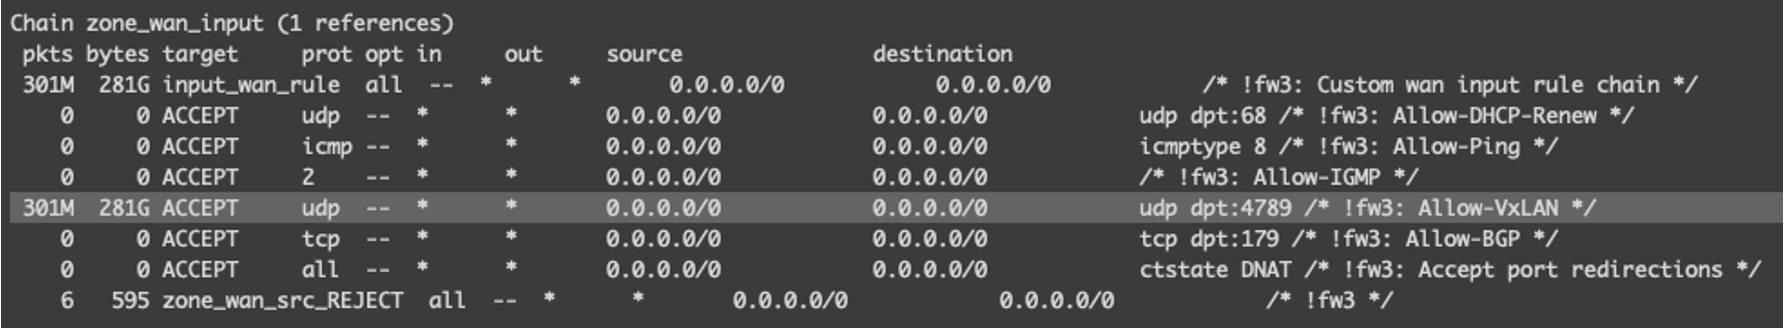 Chain zone_wan_input (1 references)
pkts bytes target prot opt in out source destination
301M 281G input_wan_rule all -- * * 0.0.0.0/0 0.0.0.0/0 /* !fw3: Custom wan input rule chain */
0 0 ACCEPT udp -- * * 0.0.0.0/0 0.0.0.0/0 udp dpt:68 /* !fw3: Allow-DHCP-Renew */
0 0 ACCEPT icmp -- * * 0.0.0.0/0 0.0.0.0/0 icmptype 8 /* !fw3: Allow-Ping */
0 0 ACCEPT 2 -- * * 0.0.0.0/0 0.0.0.0/0 /* !fw3: Allow-IGMP */
301M 281G ACCEPT udp -- * * 0.0.0.0/0 0.0.0.0/0 udp dpt:4789 /* !fw3: Allow-VxLAN */
0 0 ACCEPT tcp -- * * 0.0.0.0/0 0.0.0.0/0 tcp dpt:179 /* !fw3: Allow-BGP */
0 0 ACCEPT all -- * * 0.0.0.0/0 0.0.0.0/0 ctstate DNAT /* !fw3: Accept port redirections */
6 595 zone_wan_src_REJECT all -- * * 0.0.0.0/0 0.0.0.0/0 /* !fw3 */